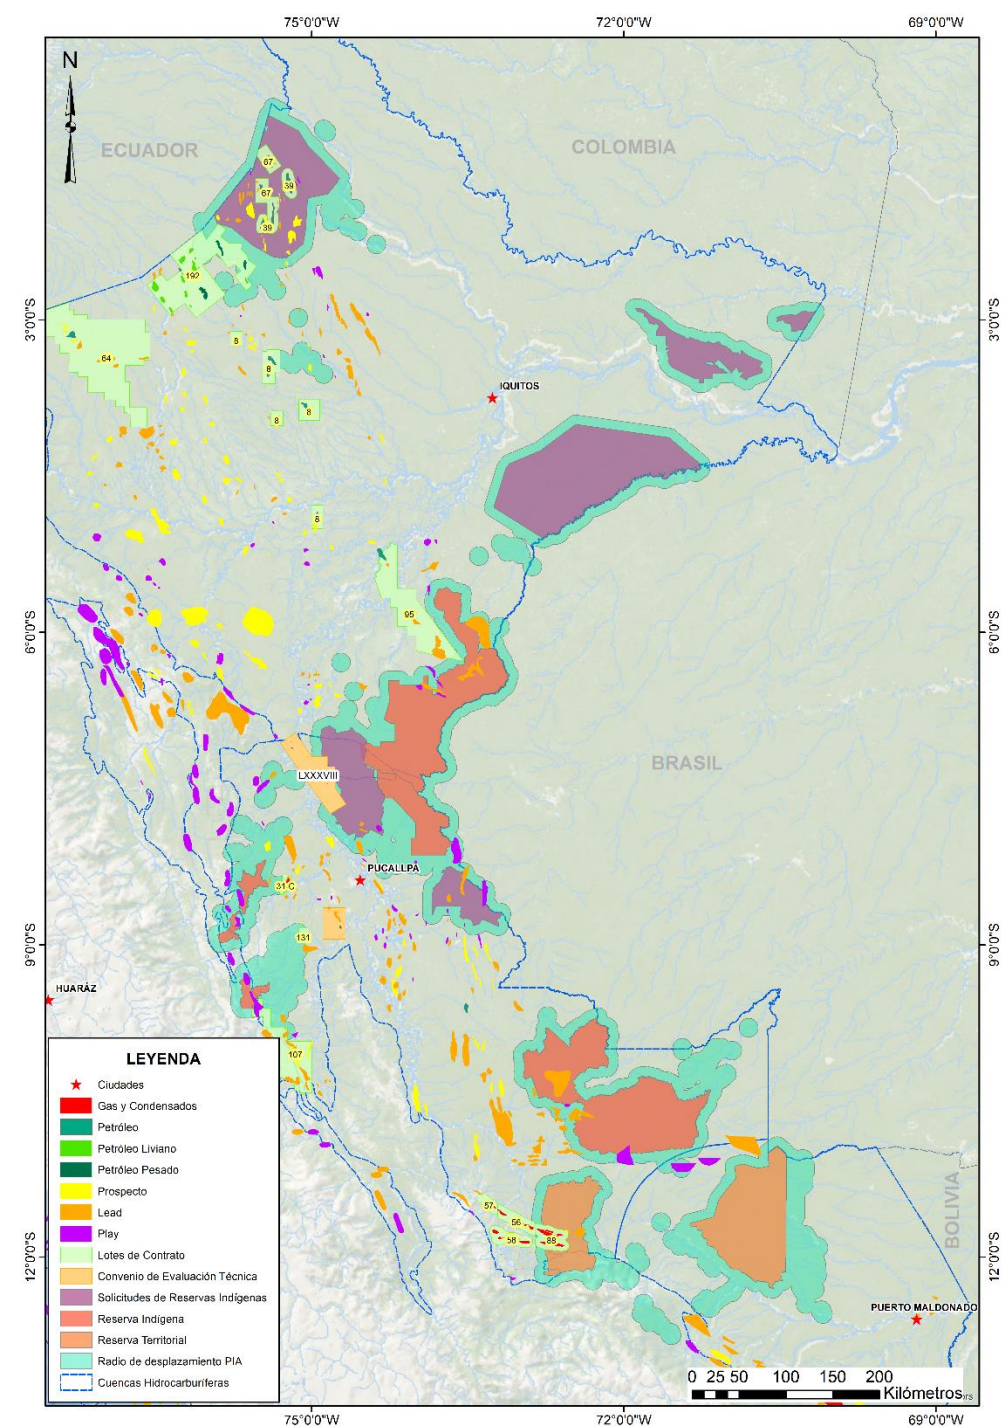 75°0'0"O
72°0'0"O
69°0'0"O
N
ECUADOR
COLOMBIA
67
39
67
39
192
3°0'0"S
3°0'0"S
64
8
8
8
8
IQUITOS
8
95
6°0'0"S
6°0'0"S
LXXXVIII
BRASIL
PUCALLPA
31 C
131
9°0'0"S
9°0'0"S
HUARÁZ
107
57
56
58
88
12°0'0"S
12°0'0"S
BOLIVIA
PUERTO MALDONADO
LEYENDA
Ciudades
Gas y Condensados
Petróleo
Petróleo Liviano
Petróleo Pesado
Prospecto
Lead
Play
Lotes de Contrato
Convenio de Evaluación Técnica
Solicitudes de Reservas Indígenas
Reserva Indígena
Reserva Territorial
Radio de desplazamiento PIA
Cuencas Hidrocarburíferas
0 25 50 100 150 200
Kilómetros
75°0'0"O
72°0'0"O
69°0'0"O